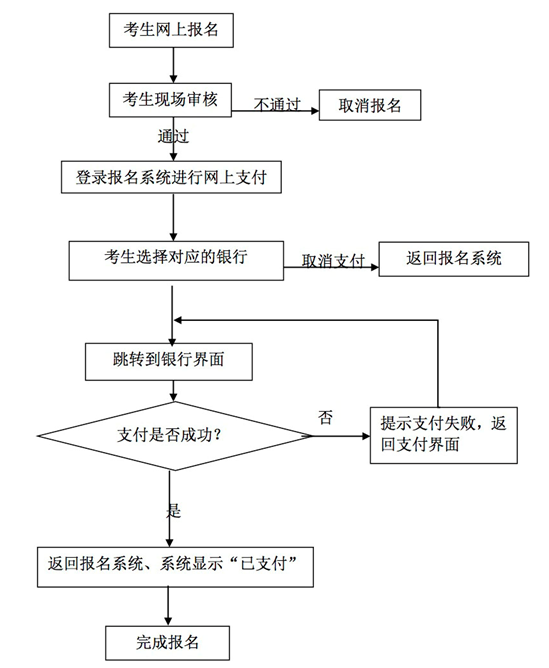 考生网上报名
考生现场审核
不通过
取消报名
通过
登录报名系统进行网上支付
考生选择对应的银行
取消支付
返回报名系统
跳转到银行界面
支付是否成功？
否
提示支付失败，返
回支付界面
是
返回报名系统、系统显示“已支付”
完成报名